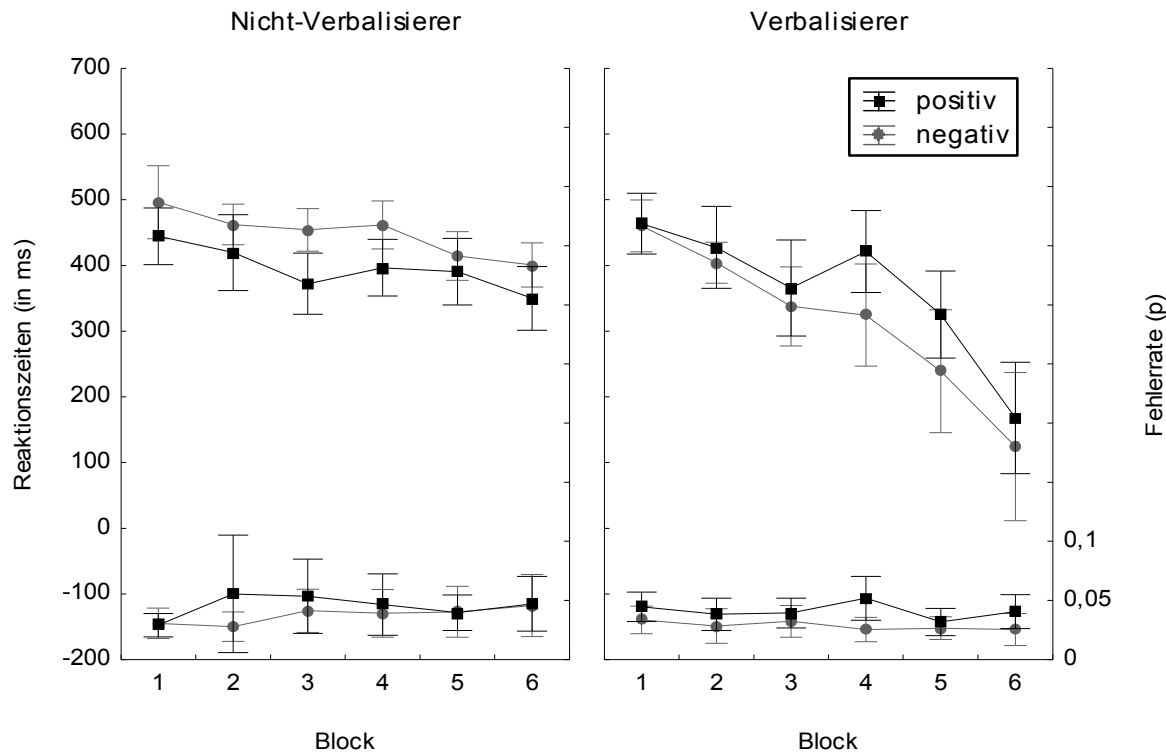 Nicht-Verbalisierer
Verbalisierer
700
600
500
400
300
200
100
0
-100
-200
Reaktionszeiten (in ms)
positiv
negativ
0,1
0,05
0
Fehlerrate (p)
1 2 3 4 5 6
1 2 3 4 5 6
Block
Block